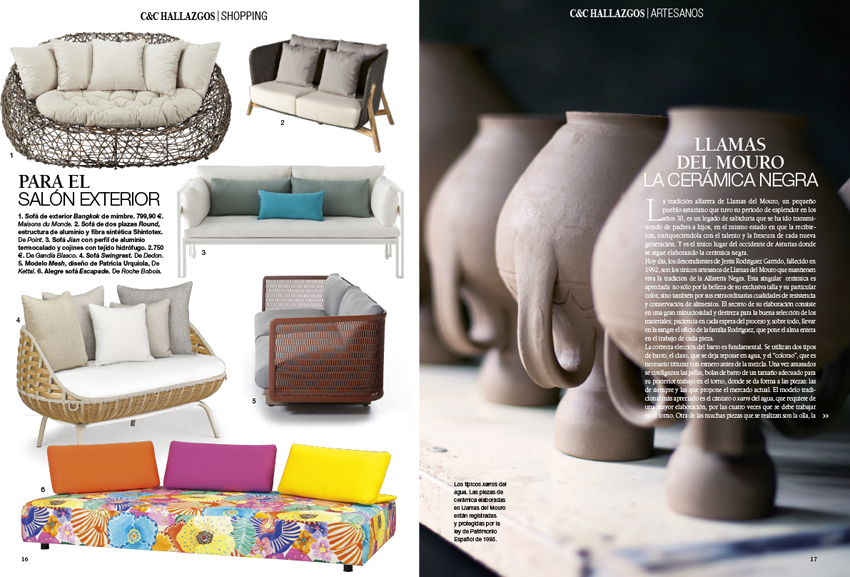 C&C HALLAZGOS | SHOPPING
1
2
PARA EL
SALÓN EXTERIOR
1. Sofá de exterior Bangkok de mimbre. 799,90 €.
Maisons du Monde. 2. Sofá de dos plazas Round,
estructura de aluminio y fibra sintética Shintotex.
De Point. 3. Sofá Jian con perfil de aluminio
termocalado y cojines con tejido hidrófugo. 2.750
€. De Gandia Blasco. 4. Sofá Swingrest. De Dedon.
5. Modelo Mesh, diseño de Patricia Urquiola, De
Kettal. 6. Alegre sofá Escapade. De Roche Bobois.
3
4
5
6
16
C&C HALLAZGOS | ARTESANOS
LLAMAS
DEL MOURO
LA CERÁMICA NEGRA
La tradición alfarera de Llamas del Mouro, un pequeño
pueblo asturiano que tuvo su periodo de esplendor en los
años 30, es un legado de sabiduría que se ha ido transmi-
tiendo de padres a hijos, en el mismo estado en que la recibie-
ron, enriqueciéndola con el talento y la frescura de cada nueva
generación. Y es el único lugar del occidente de Asturias donde
se sigue elaborando la cerámica negra.
Hoy día, los descendientes de Jesús Rodríguez Garrido, fallecido en
1992, son los únicos artesanos de Llamas del Mouro que mantienen
viva la tradición de la Alfarería Negra. Esta singular cerámica es
apreciada no solo por la belleza de su exclusiva talla y su particular
color, sino también por sus extraordinarias cualidades de resistencia
y conservación de alimentos. El secreto de su elaboración consiste
en una gran minuciosidad y destreza para la buena selección de los
materiales; paciencia en cada espera del proceso y, sobre todo, llevar
en la sangre el oficio de la familia Rodríguez, que pone el alma entera
en el trabajo de cada pieza.
La correcta elección del barro es fundamental. Se utilizan dos tipos
de barro, el claro, que se deja reposar en agua, y el "colorao", que es
necesario triturar con esmero antes de la mezcla. Una vez amasados
se configuran las pellas, bolas de barro de un tamaño adecuado para
su posterior trabajo en el torno, donde se da forma a las piezas: las
de siempre y las que propone el mercado actual. El modelo tradi-
cional más apreciado es el cántaro o xarro del agua, que requiere de
una mayor elaboración, por las cuatro veces que se debe trabajar
en el torno. Otra de las muchas piezas que se realizan son la olla, la >>
Los típicos xarros del
agua. Las piezas de
cerámica elaboradas
en Llamas del Mouro
están registradas
y protegidas por la
ley de Patrimonio
Español de 1985.
17